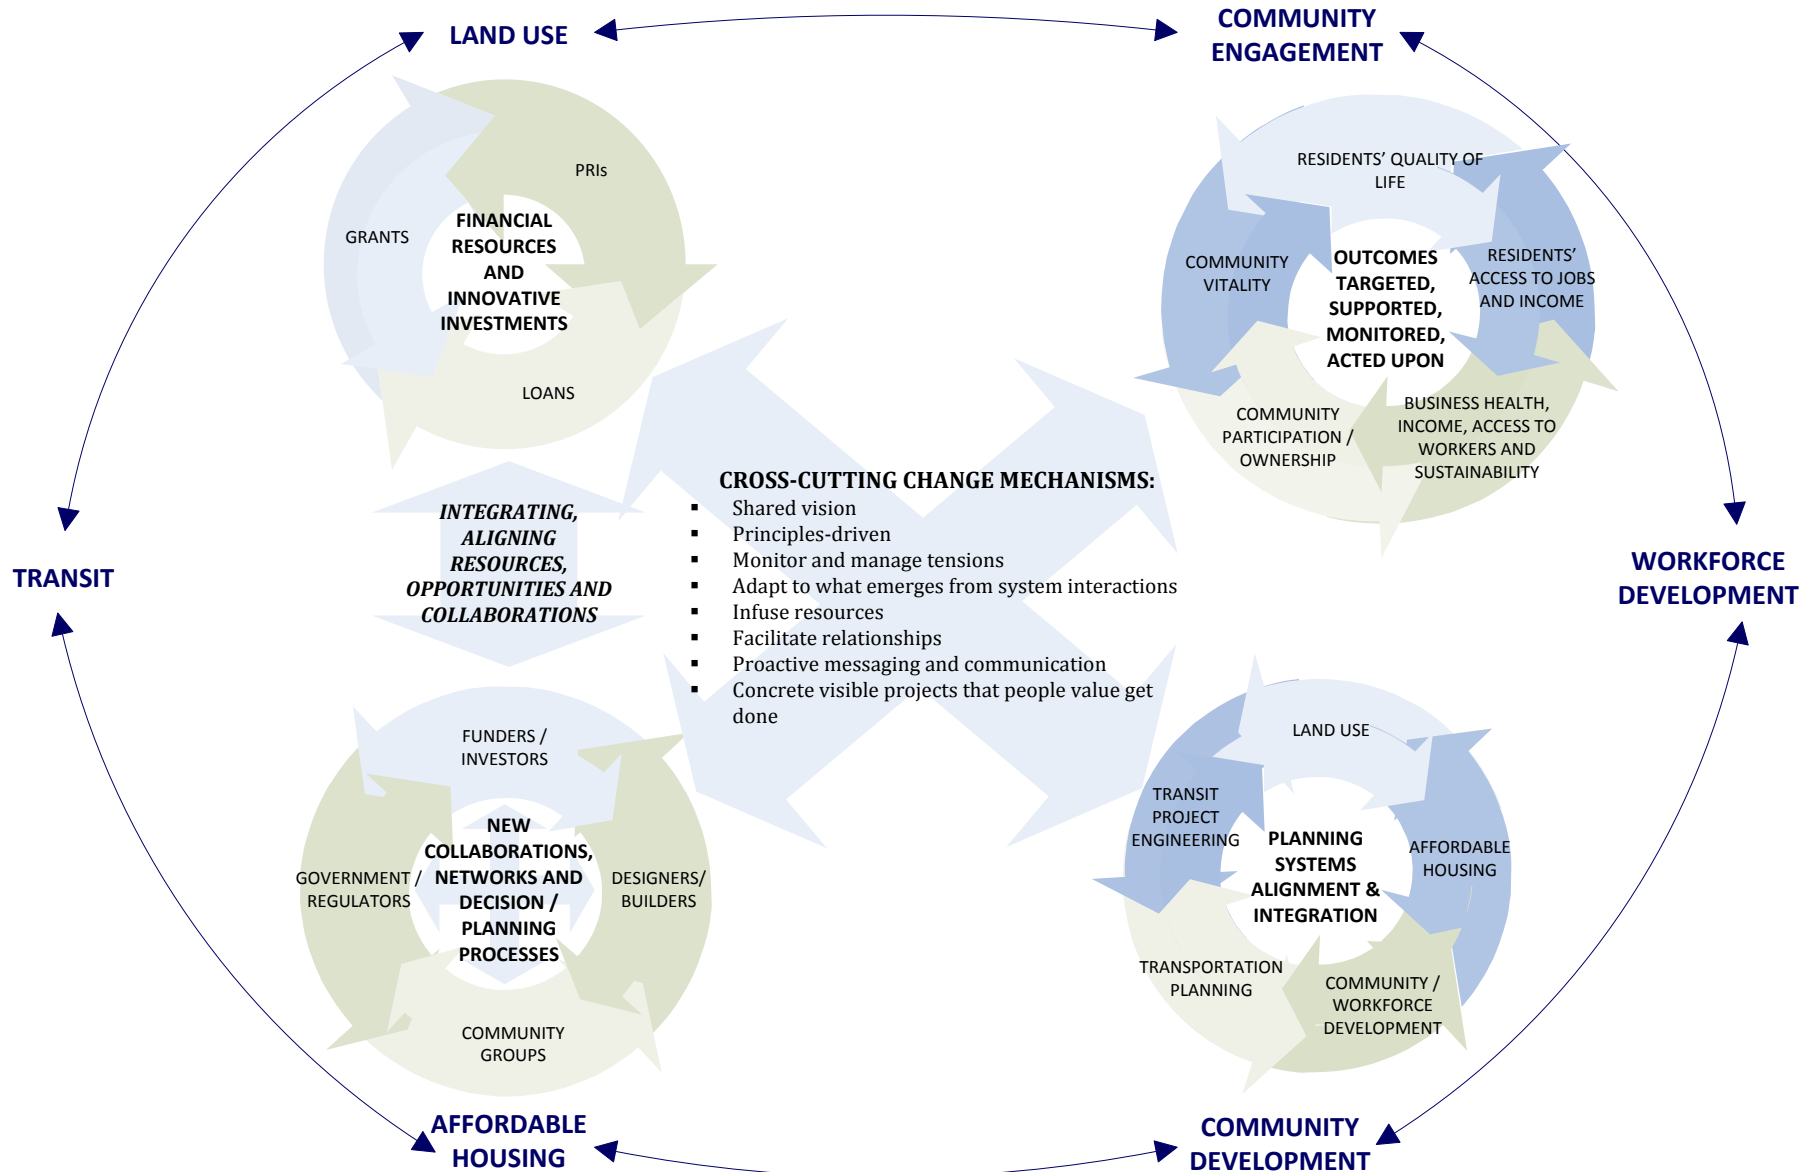 LAND USE
COMMUNITY
ENGAGEMENT
PRIs
GRANTS
FINANCIAL
RESOURCES
AND
INNOVATIVE
INVESTMENTS
LOANS
RESIDENTS’ QUALITY OF
LIFE
COMMUNITY
VITALITY
OUTCOMES
TARGETED,
SUPPORTED,
MONITORED,
ACTED UPON
RESIDENTS’
ACCESS TO JOBS
AND INCOME
COMMUNITY
PARTICIPATION /
OWNERSHIP
BUSINESS HEALTH,
INCOME, ACCESS TO
WORKERS AND
SUSTAINABILITY
INTEGRATING,
ALIGNING
RESOURCES,
OPPORTUNITIES AND
COLLABORATIONS
CROSS-CUTTING CHANGE MECHANISMS:
▪ Shared vision
▪ Principles-driven
▪ Monitor and manage tensions
▪ Adapt to what emerges from system interactions
▪ Infuse resources
▪ Facilitate relationships
▪ Proactive messaging and communication
▪ Concrete visible projects that people value get
done
TRANSIT
WORKFORCE
DEVELOPMENT
FUNDERS /
INVESTORS
GOVERNMENT /
REGULATORS
NEW
COLLABORATIONS,
NETWORKS AND
DECISION /
PLANNING
PROCESSES
DESIGNERS/
BUILDERS
COMMUNITY
GROUPS
LAND USE
TRANSIT
PROJECT
ENGINEERING
PLANNING
SYSTEMS
ALIGNMENT &
INTEGRATION
AFFORDABLE
HOUSING
TRANSPORTATION
PLANNING
COMMUNITY /
WORKFORCE
DEVELOPMENT
AFFORDABLE
HOUSING
COMMUNITY
DEVELOPMENT